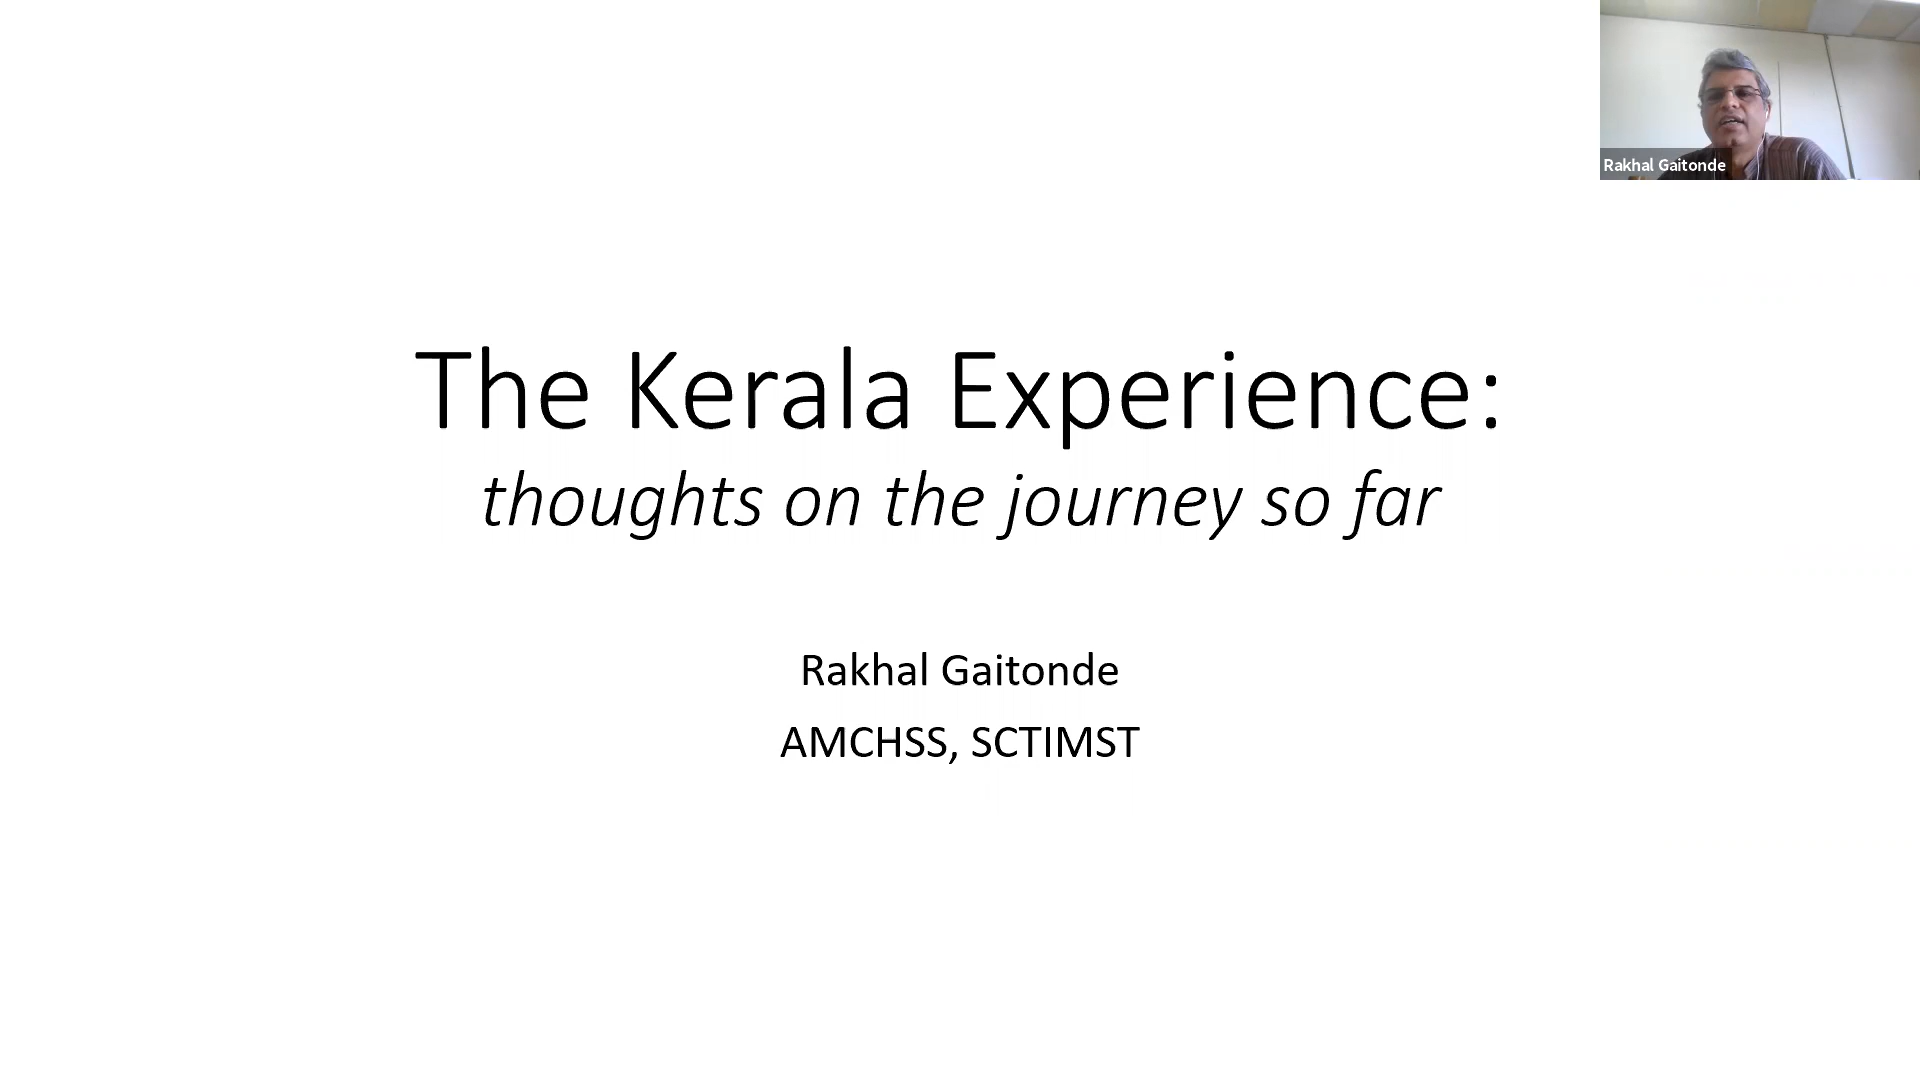 Rakhal Gaitonde
The Kerala Experience:
thoughts on the journey so far
Rakhal Gaitonde
AMCHSS, SCTIMST